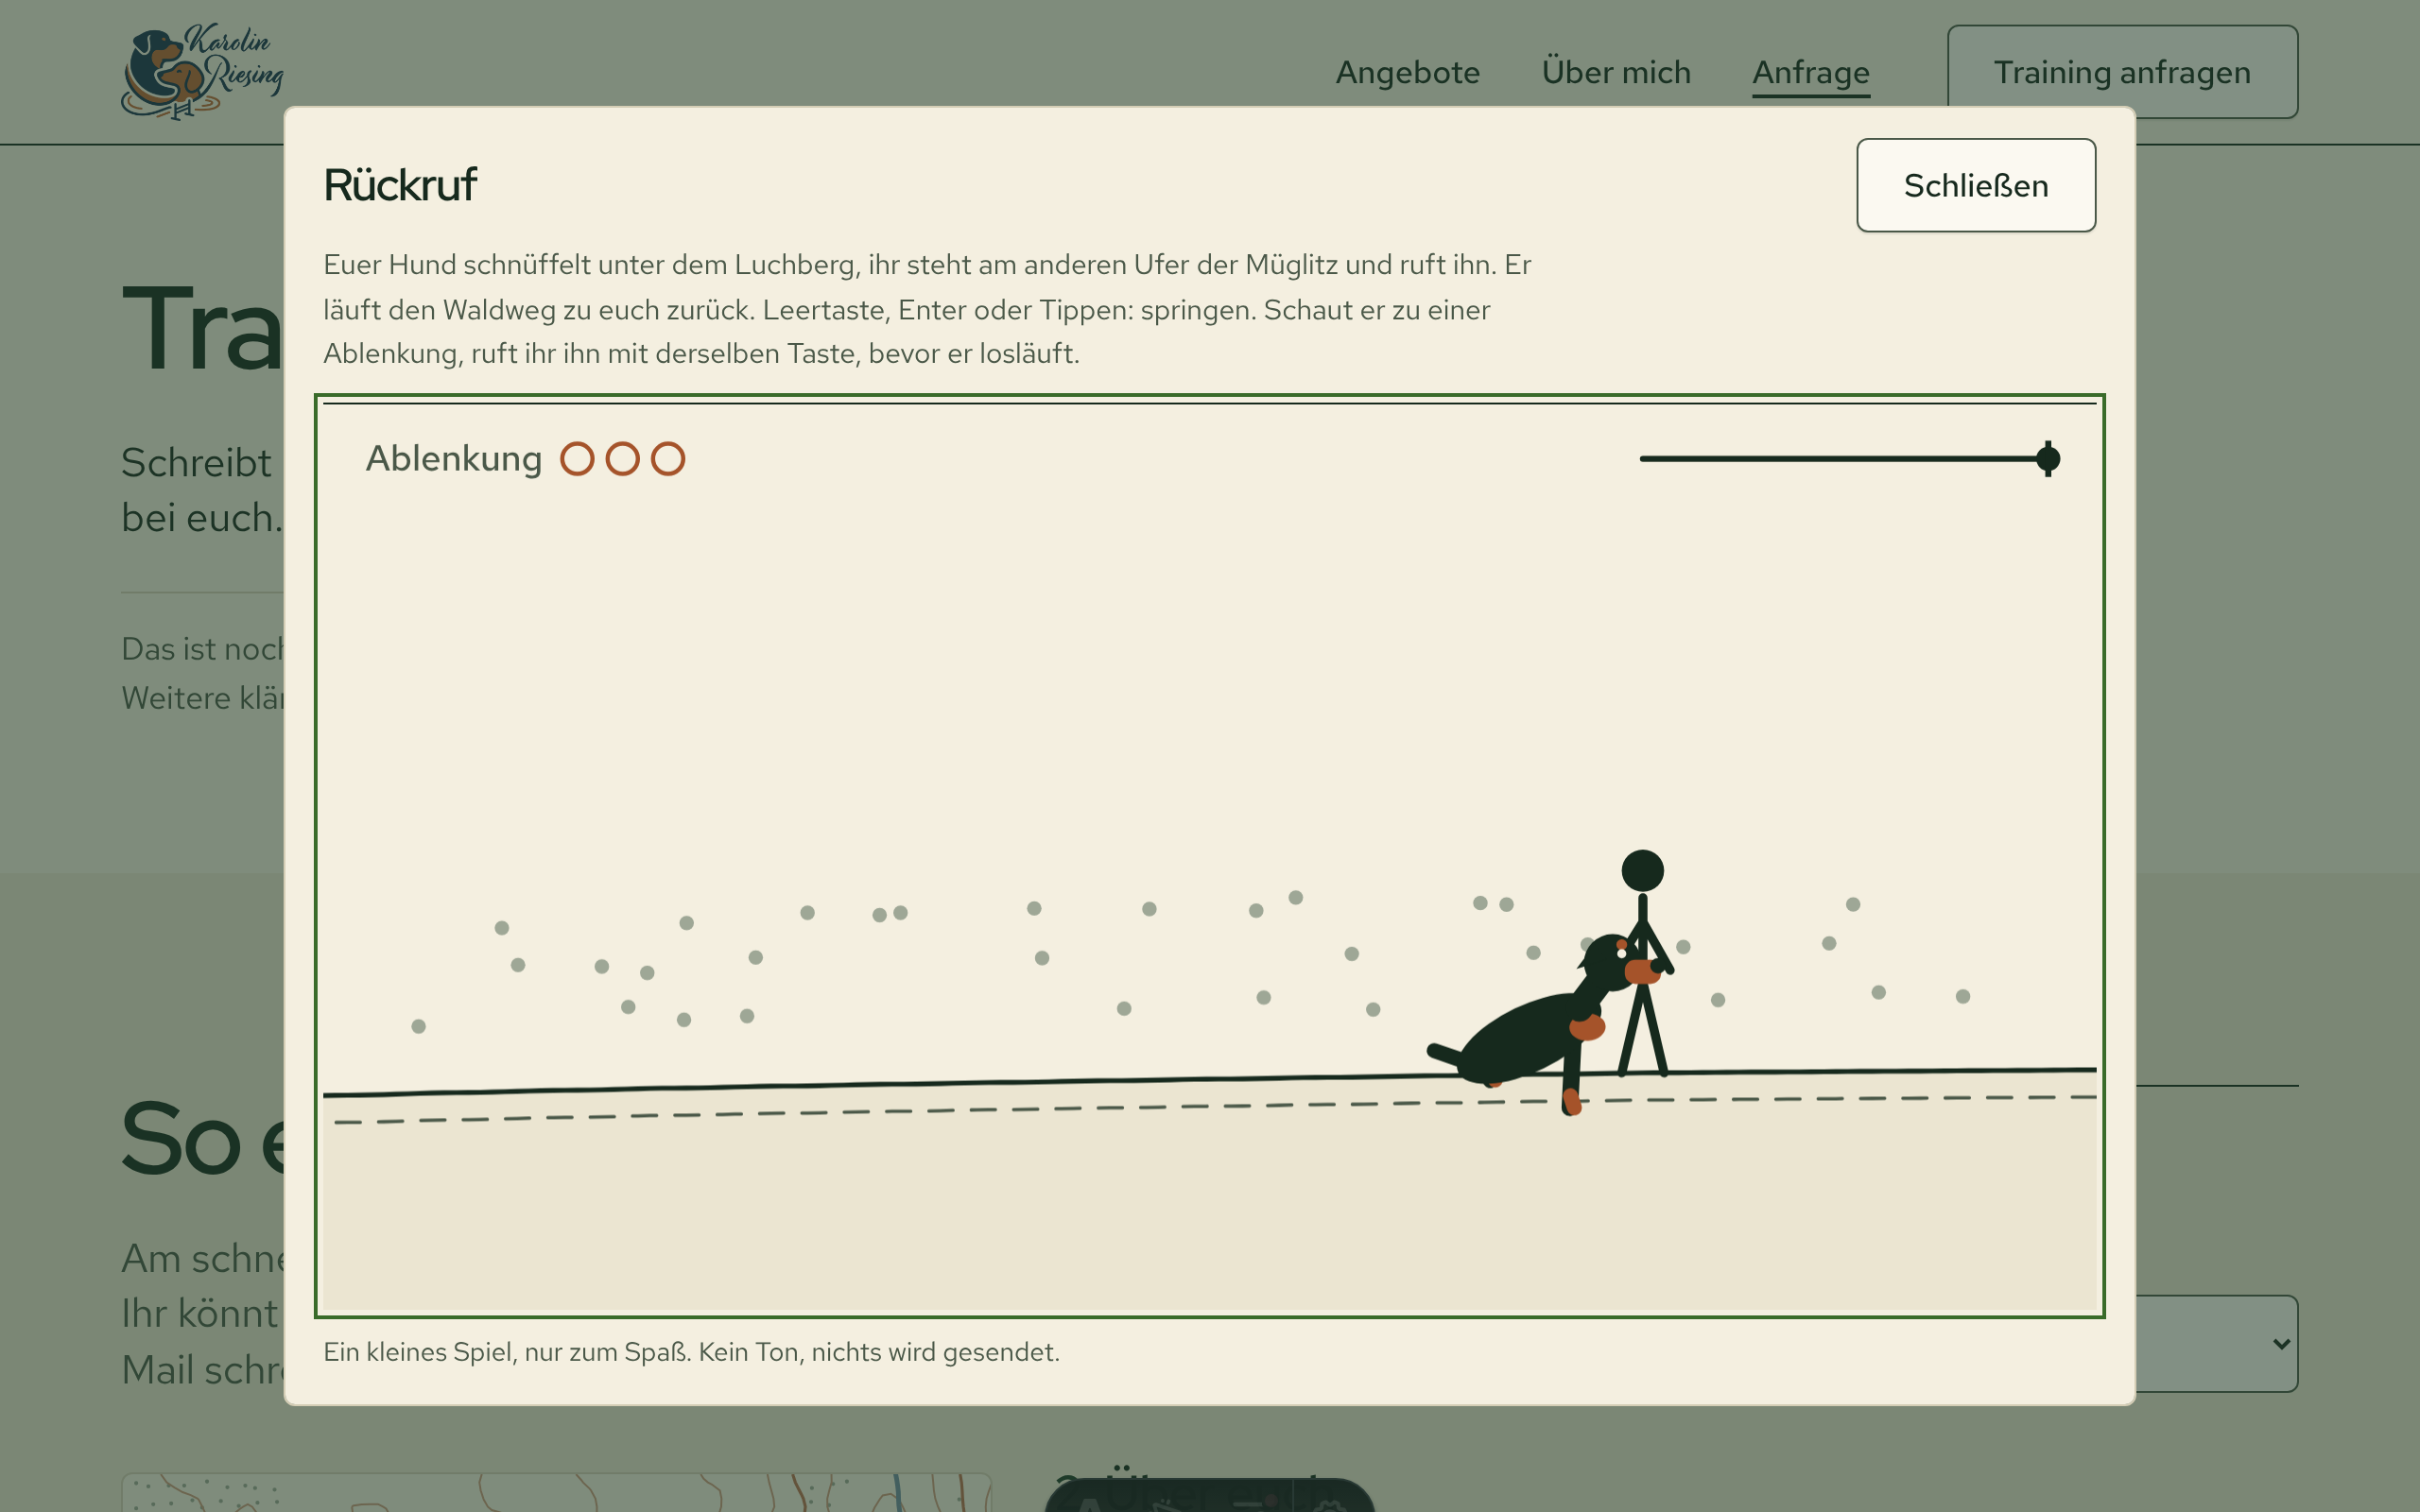 Karolin
Riesing
Angebote
Über mich
Anfrage
Training anfragen
Rückruf
Schließen
Euer Hund schnüffelt unter dem Luchberg, ihr steht am anderen Ufer der Müglitz und ruft ihn. Er
läuft den Waldweg zu euch zurück. Leertaste, Enter oder Tippen: springen. Schaut er zu einer
Ablenkung, ruft ihr ihn mit derselben Taste, bevor er losläuft.
Tra
Schreibt
bei euch.
Ablenkung
Das ist noch
Weitere
So
Am
Ihr könnt
Mail
Ein kleines Spiel, nur zum Spaß. Kein Ton, nichts wird gesendet.